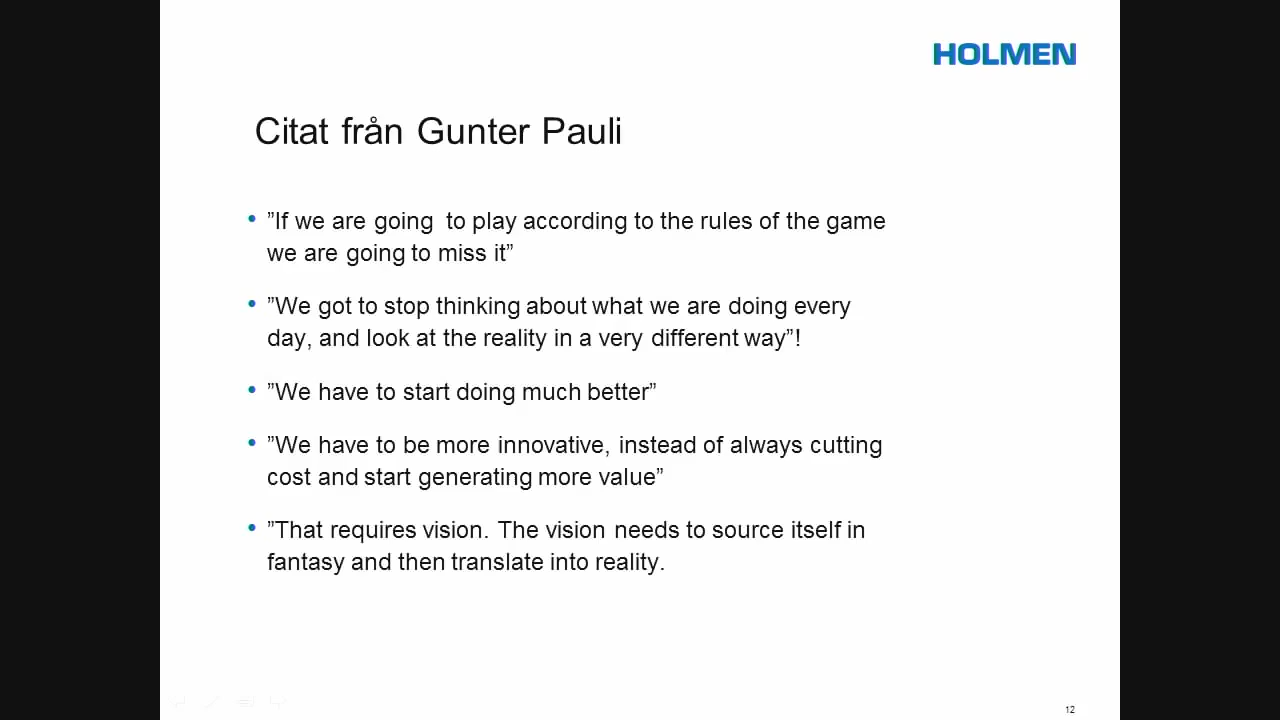 HOLMEN
Citat från Gunter Pauli
• ”If we are going  to play according to the rules of the game
we are going to miss it”
• ”We got to stop thinking about what we are doing every
day, and look at the reality in a very different way”!
• ”We have to start doing much better”
• ”We have to be more innovative, instead of always cutting
cost and start generating more value”
• ”That requires vision. The vision needs to source itself in
fantasy and then translate into reality.
12